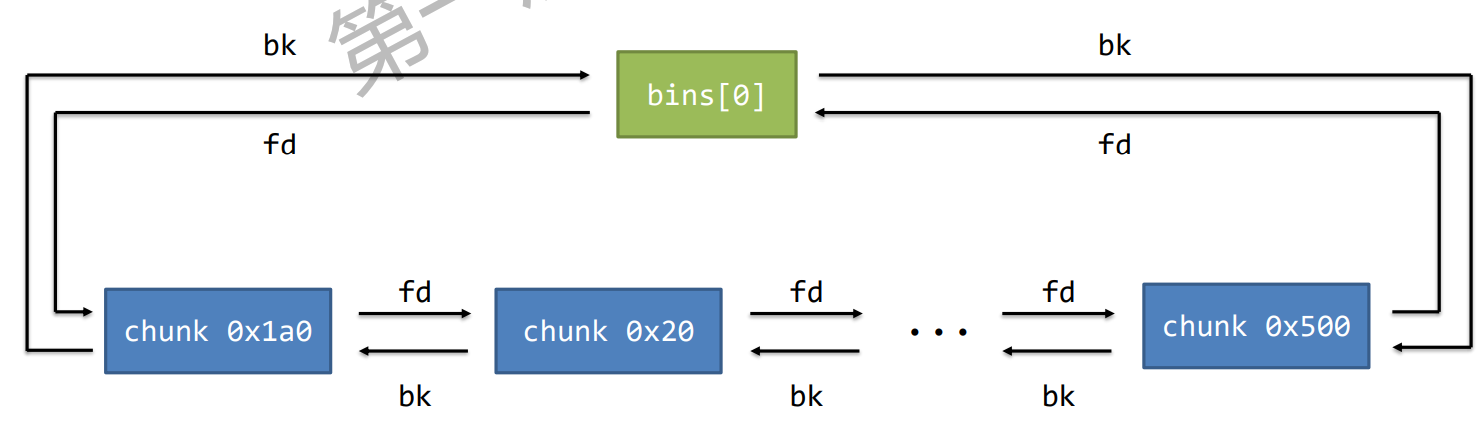 第一
bk
bk
bins[0]
fd
fd
fd
fd
fd
chunk 0x1a0
chunk 0x20
...
chunk 0x500
bk
bk
bk